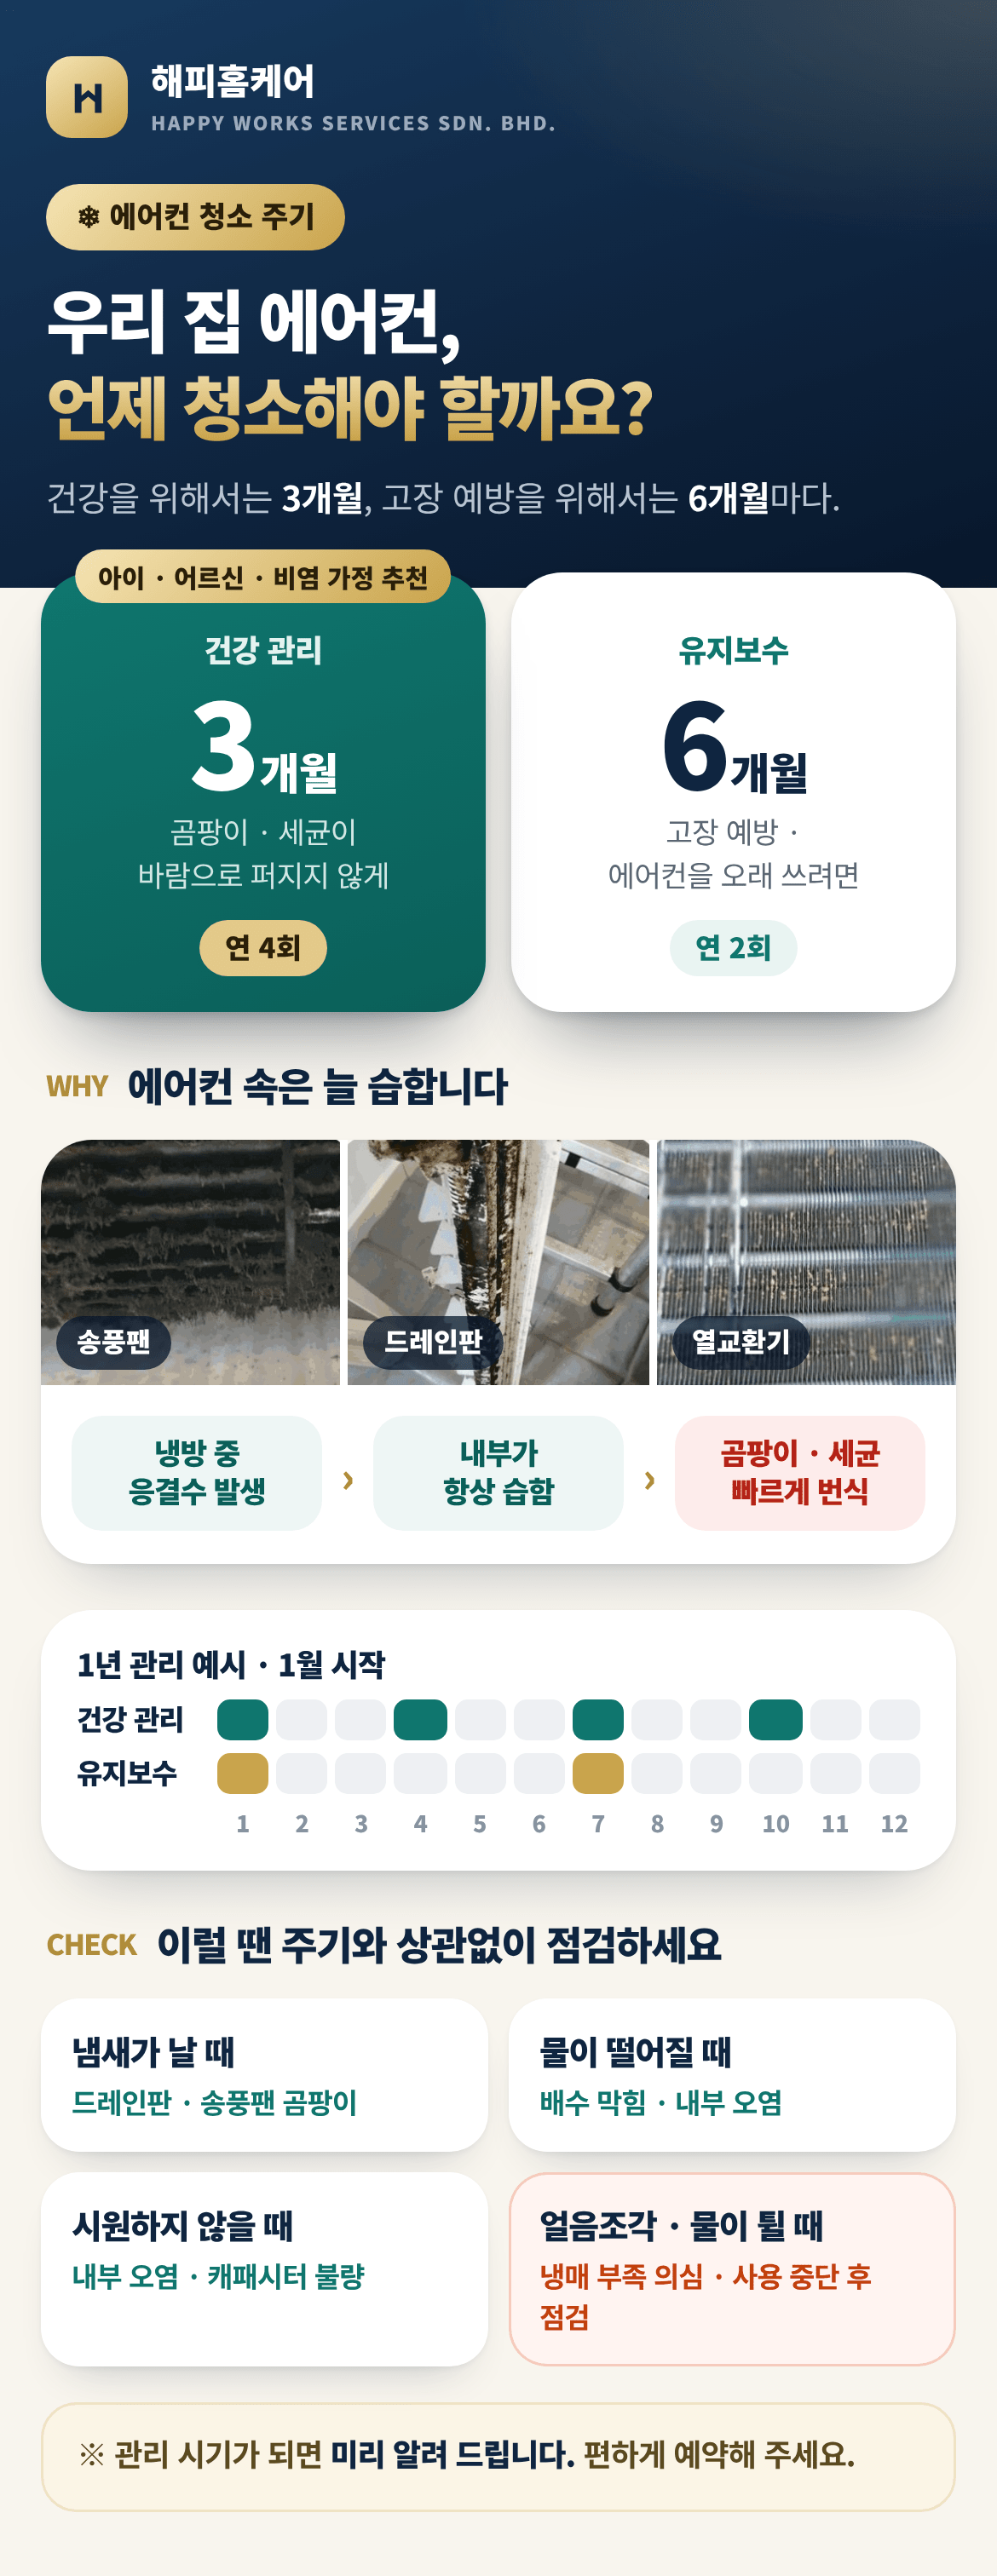 해피홈케어
HAPPY WORKS SERVICES SDN. BHD.
❄ 에어컨 청소 주기
우리 집 에어컨,
언제 청소해야 할까요?
건강을 위해서는 3개월, 고장 예방을 위해서는 6개월마다.
아이 · 어르신 · 비염 가정 추천
건강 관리
3개월
곰팡이 · 세균이
바람으로 퍼지지 않게
연 4회
유지보수
6개월
고장 예방 ·
에어컨을 오래 쓰려면
연 2회
WHY 에어컨 속은 늘 습합니다
송풍팬
드레인판
열교환기
냉방 중
응결수 발생
›
내부가
항상 습함
›
곰팡이 · 세균
빠르게 번식
1년 관리 예시 · 1월 시작
건강 관리
유지보수
1 2 3 4 5 6 7 8 9 10 11 12
CHECK 이럴 땐 주기와 상관없이 점검하세요
냄새가 날 때
드레인판 · 송풍팬 곰팡이
물이 떨어질 때
배수 막힘 · 내부 오염
시원하지 않을 때
내부 오염 · 캐패시터 불량
얼음조각 · 물이 튈 때
냉매 부족 의심 · 사용 중단 후
점검
※ 관리 시기가 되면 미리 알려 드립니다. 편하게 예약해 주세요.